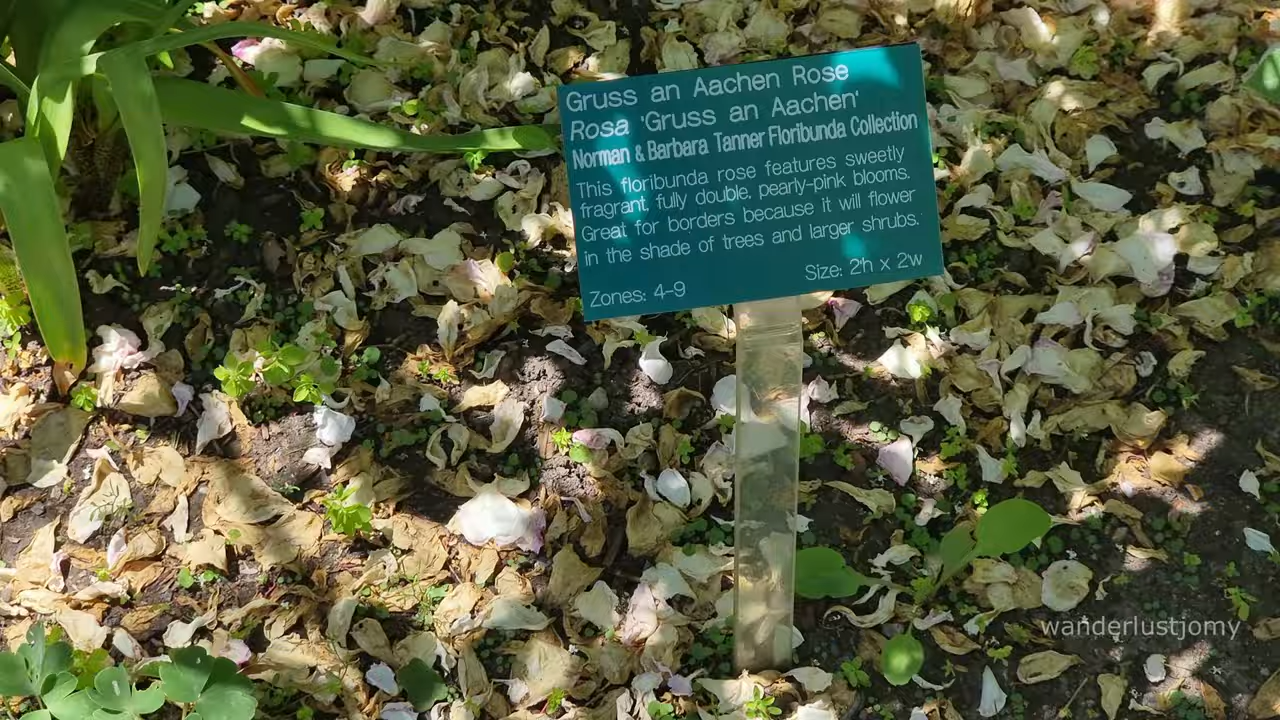 Gruss an Aachen Rose
Rosa 'Gruss an Aachen'
Norman & Barbara Tanner Floribunda Collection
This floribunda rose features sweetly
fragrant, fully double, pearly-pink blooms.
Great for borders because it will flower
in the shade of trees and larger shrubs.
Size: 2h x 2w
Zones: 4-9
wanderlustjomy